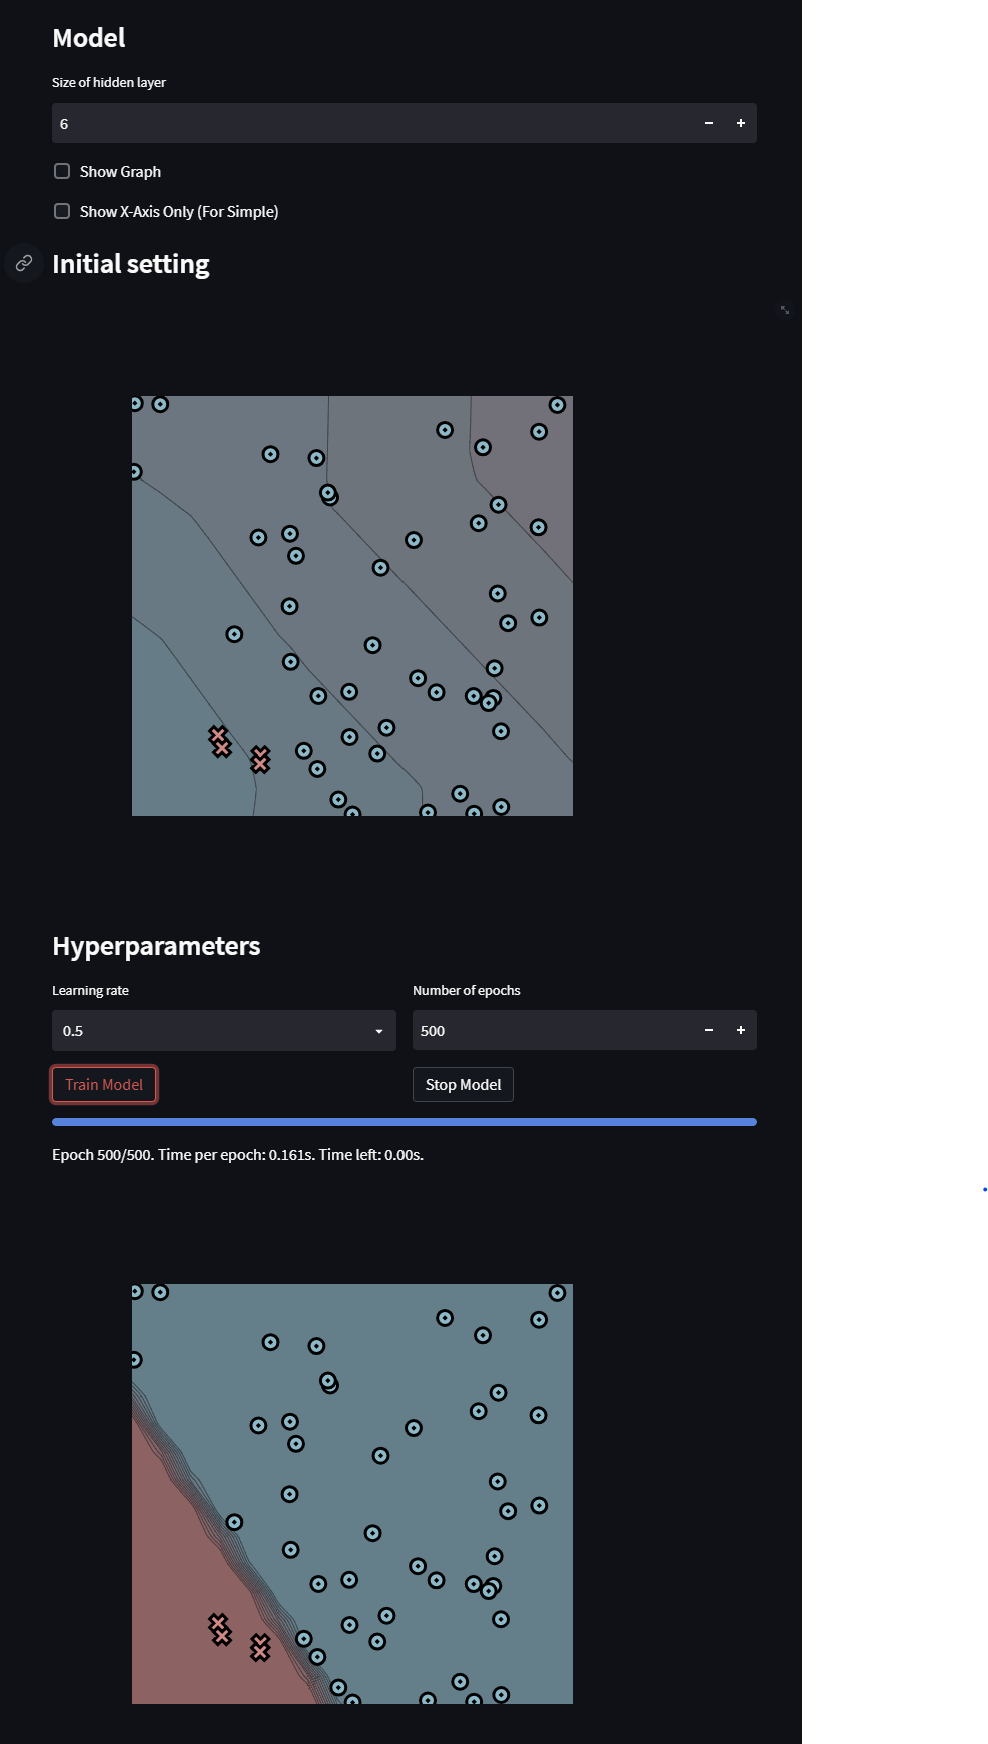 Model
Size of hidden layer
6
Show Graph
Show X-Axis Only (For Simple)
Initial setting
Hyperparameters
Learning rate
Number of epochs
0.5
500
Train Model
Stop Model
Epoch 500/500. Time per epoch: 0.161s. Time left: 0.00s.